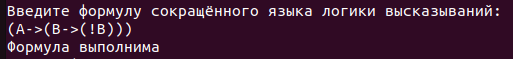 Введите формулу сокращённого языка логики высказываний:
(A->(B->(!B)))
Формула выполнима